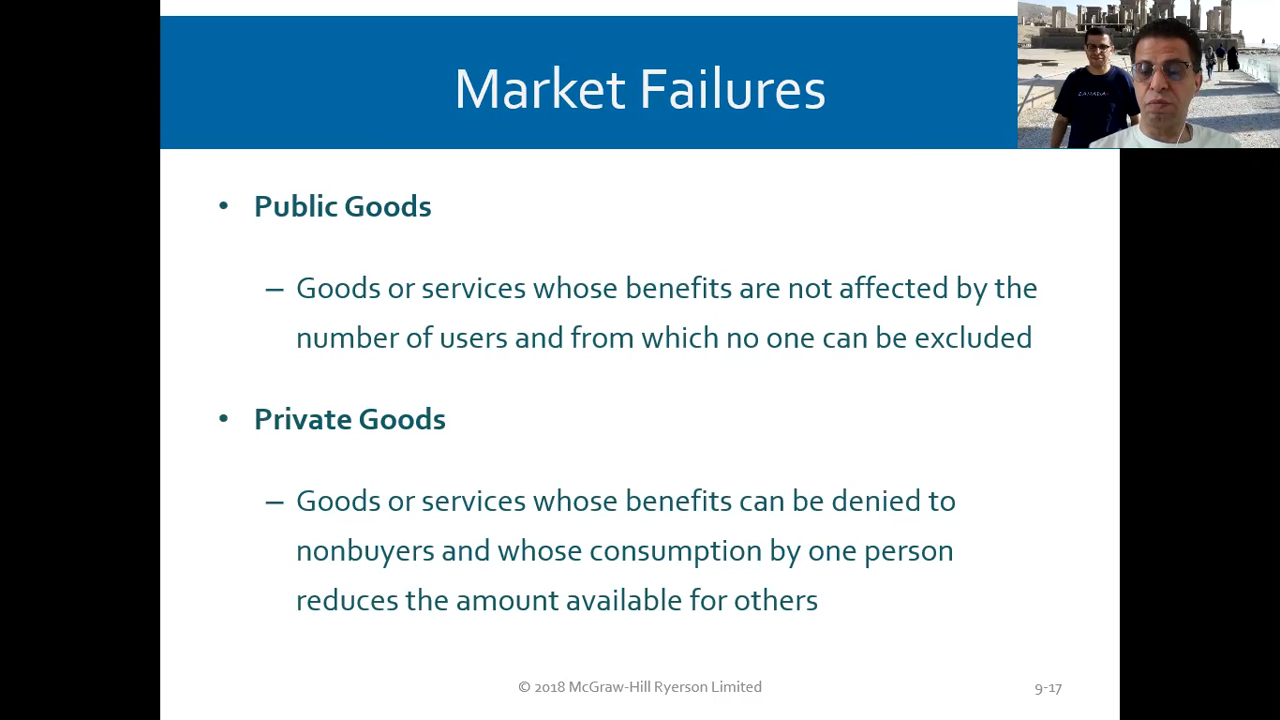 Market Failures
CANADA
• Public Goods
– Goods or services whose benefits are not affected by the
number of users and from which no one can be excluded
• Private Goods
– Goods or services whose benefits can be denied to
nonbuyers and whose consumption by one person
reduces the amount available for others
© 2018 McGraw-Hill Ryerson Limited
9-17